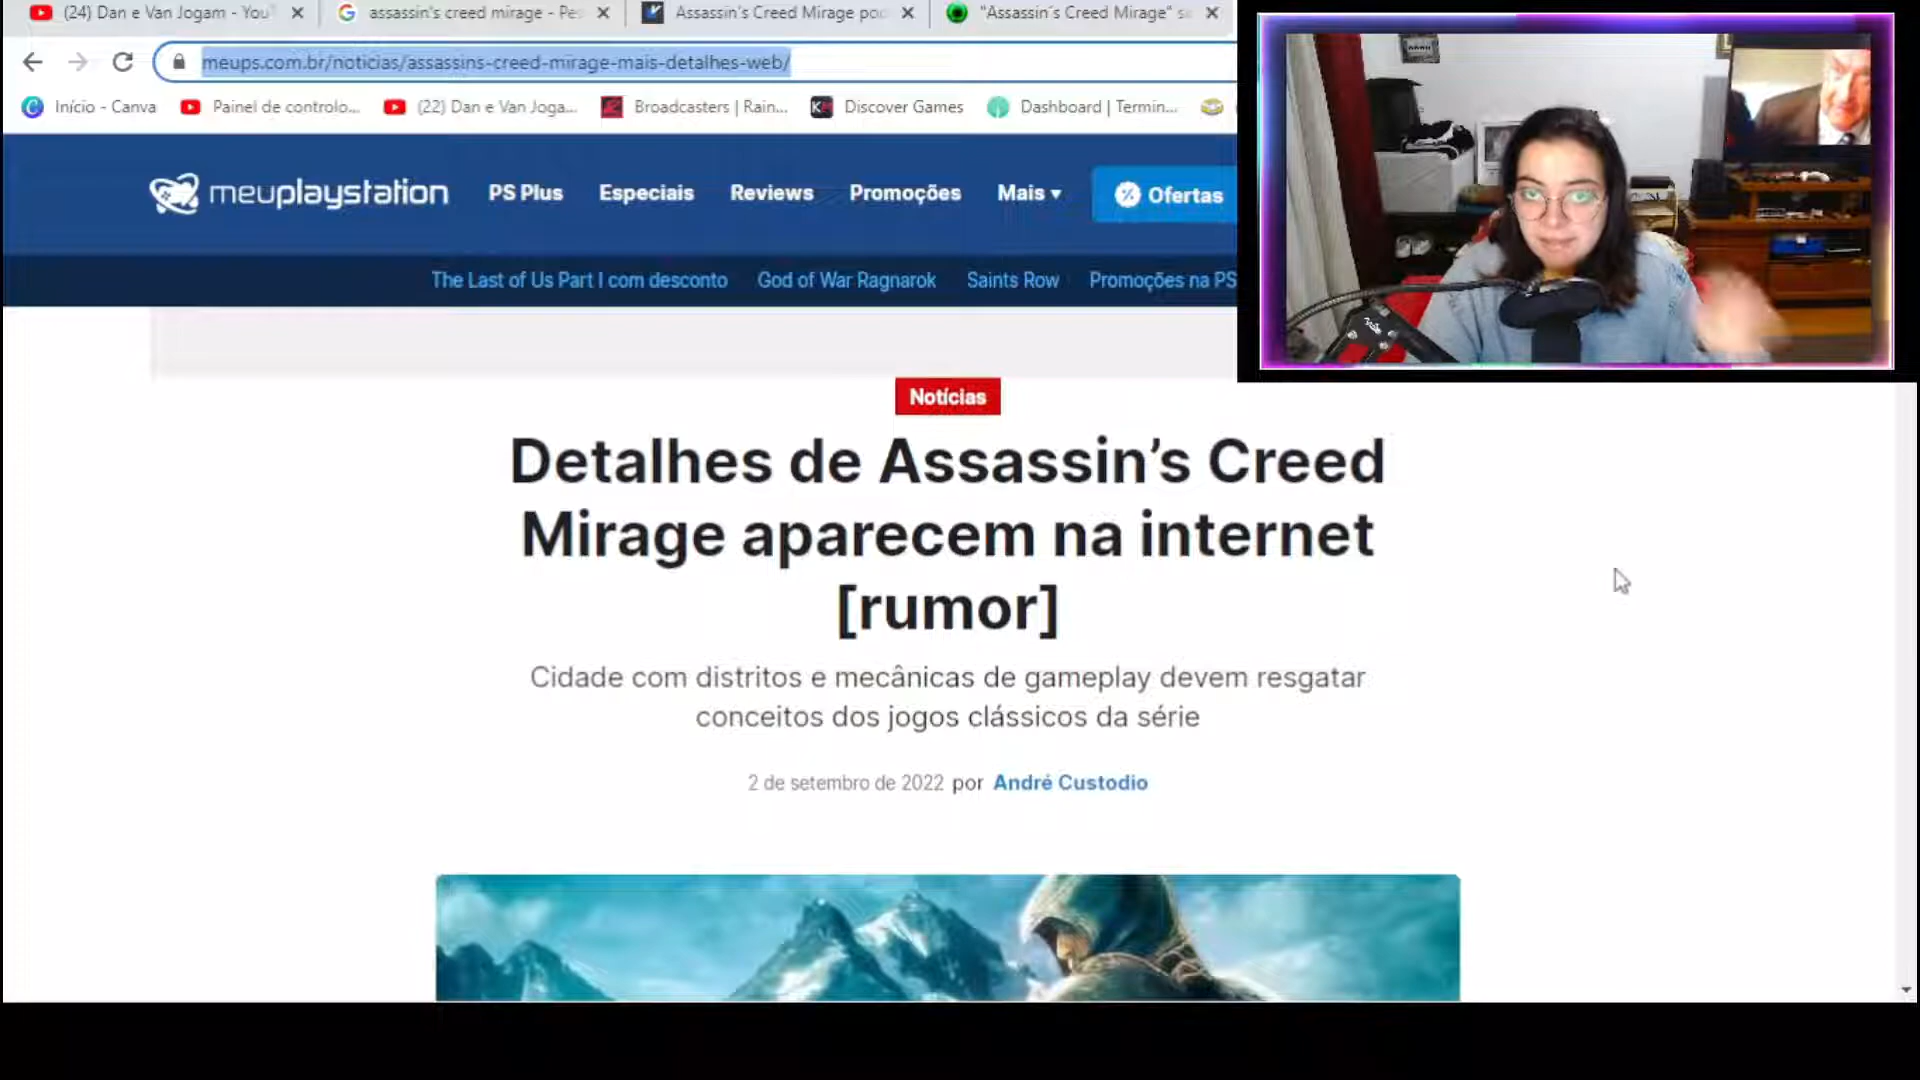 (24) Dan e Van Jogam - You
assassin's creed mirage - Pes
Assassin's Creed Mirage pod
"Assassin's Creed Mirage" se
meups.com.br/noticias/assassins-creed-mirage-mais-detalhes-web/
Início - Canva
Painel de controlo...
(22) Dan e Van Joga...
Broadcasters | Rain...
Discover Games
Dashboard | Termin...
meuplaystation
PS Plus
Especiais
Reviews
Promoções
Mais
Ofertas
The Last of Us Part I com desconto
God of War Ragnarok
Saints Row
Promoções na PS
Notícias
Detalhes de Assassin’s Creed
Mirage aparecem na internet
[rumor]
Cidade com distritos e mecânicas de gameplay devem resgatar
conceitos dos jogos clássicos da série
2 de setembro de 2022 por André Custodio